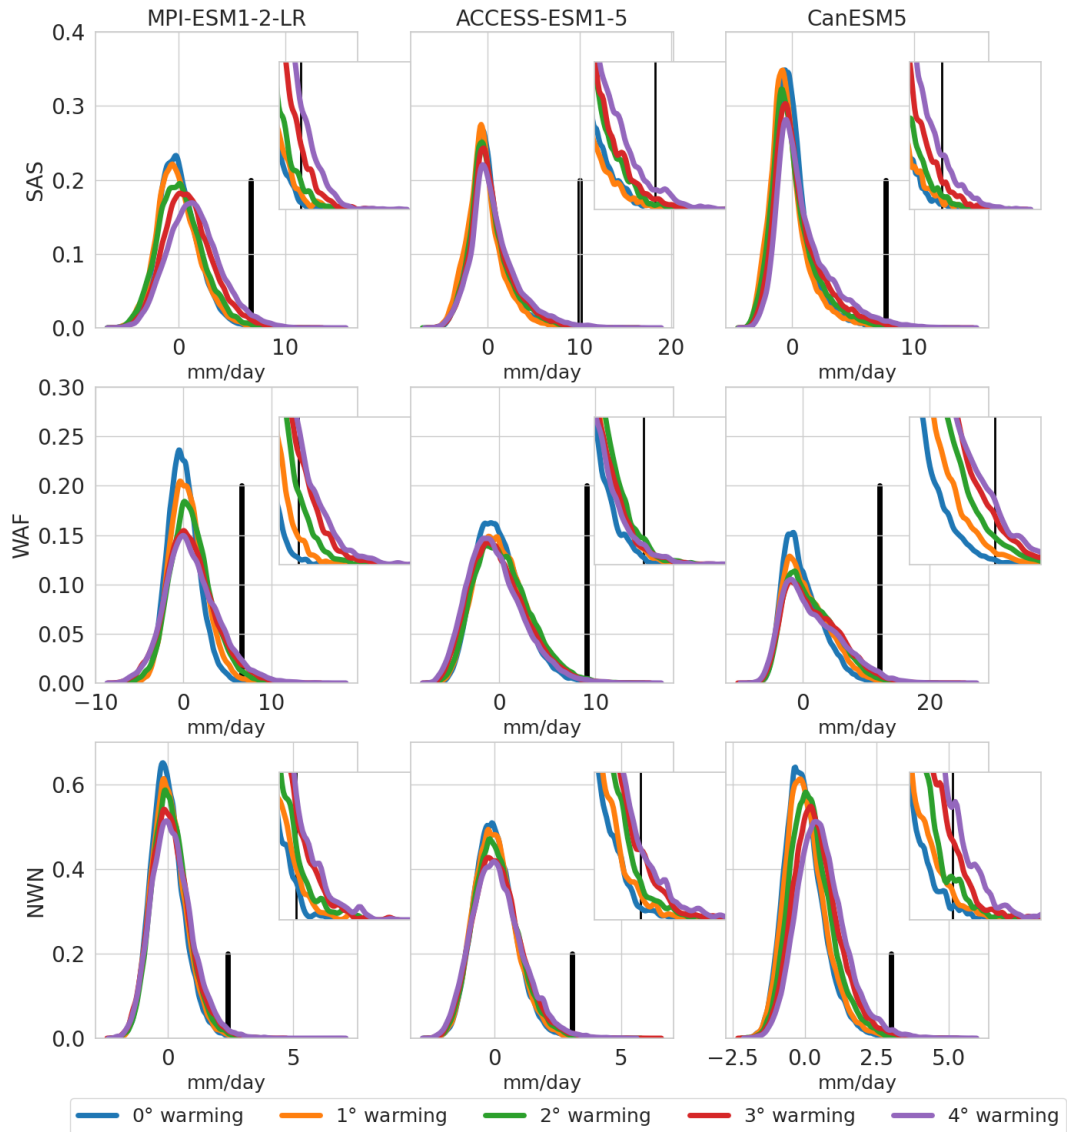 MPI-ESM1-2-LR ACCESS-ESM1-5 CanESM5
0.4
0.3
0.2
0.1
0.0
SAS
0 10 0 10 20 0 10
mm/day mm/day mm/day
0.30
0.25
0.20
0.15
0.10
0.05
0.00
WAF
−10 0 10 0 10 0 20
mm/day mm/day mm/day
0.6
0.4
0.2
0.0
NWN
0 5 0 5 −2.5 0.0 2.5 5.0
mm/day mm/day mm/day
0° warming 1° warming 2° warming 3° warming 4° warming